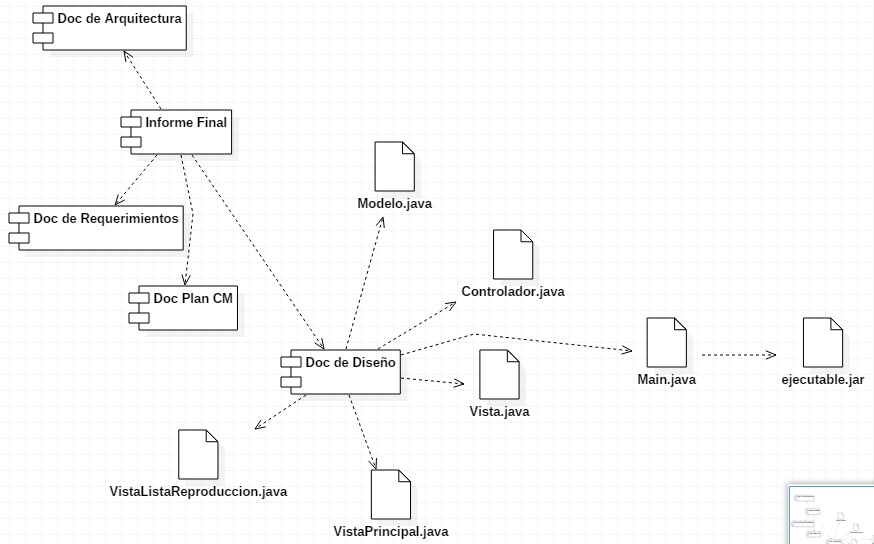 Doc de Arquitectura
Informe Final
Modelo.java
Doc de Requerimientos
Controlador.java
Doc Plan CM
Doc de Diseño
Main.java
ejecutable.jar
Vista.java
VistaListaReproduccion.java
VistaPrincipal.java